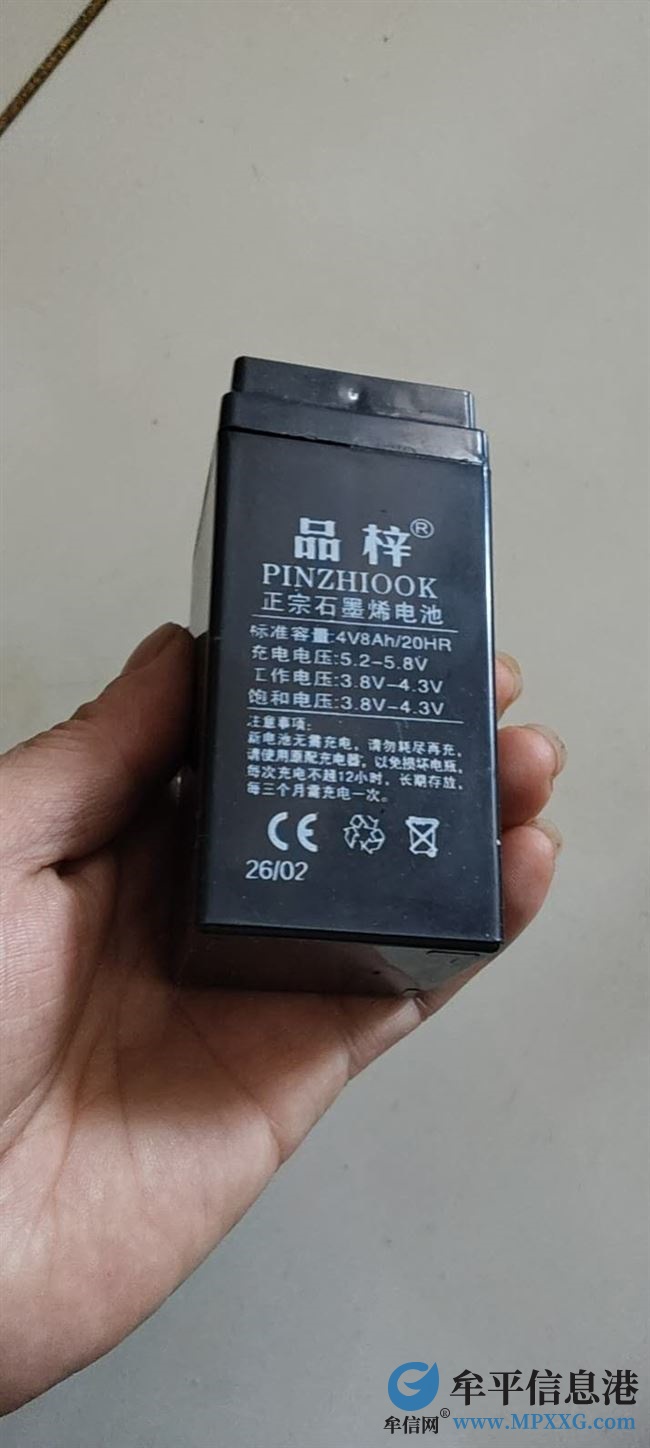 品梓®
PINZHIOOK
正宗石墨烯电池
标准容量:4V8Ah/20HR
充电电压:5.2-5.8V
工作电压:3.8V-4.3V
饱和电压:3.8V-4.3V
注意事项:
新电池无需充电，请勿耗尽再充,
请使用原配充电器，以免损坏电瓶,
每次充电不超12小时，长期存放,
每三个月需充电一次。
CE
26/02
牟平信息港
牟信网® www.MPXXG.com